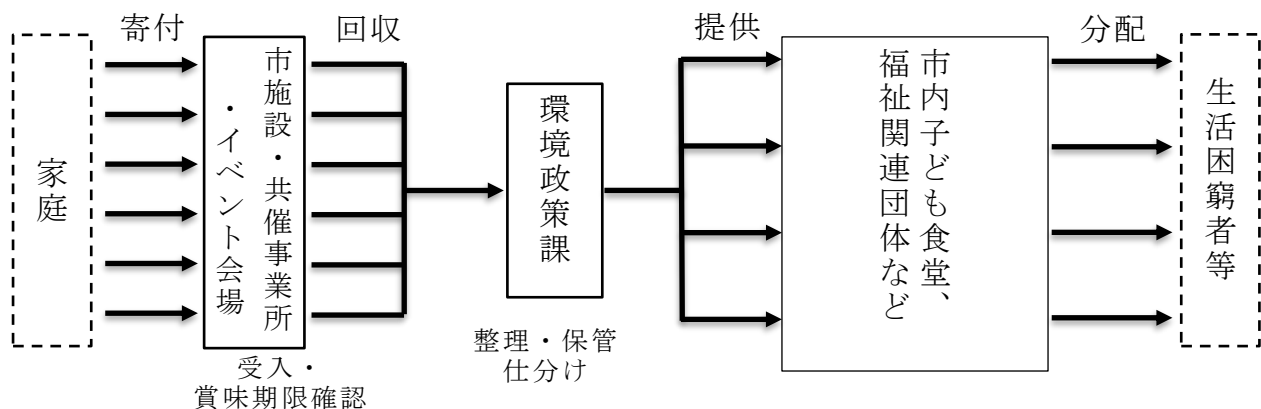 家庭
寄付
市施設・共催事業所
・イベント会場
受入・
賞味期限確認
回収
環境政策課
整理・保管
仕分け
提供
市内子ども食堂、
福祉関連団体など
分配
生活困窮者等